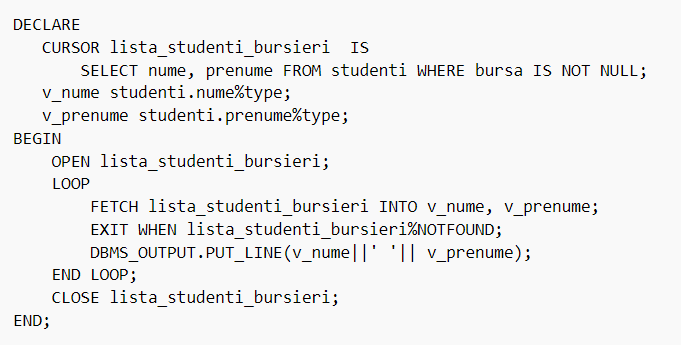 DECLARE
CURSOR lista_studenti_bursieri  IS
SELECT nume, prenume FROM studenti WHERE bursa IS NOT NULL;
v_nume studenti.nume%type;
v_prenume studenti.prenume%type;
BEGIN
OPEN lista_studenti_bursieri;
LOOP
FETCH lista_studenti_bursieri INTO v_nume, v_prenume;
EXIT WHEN lista_studenti_bursieri%NOTFOUND;
DBMS_OUTPUT.PUT_LINE(v_nume||' '|| v_prenume);
END LOOP;
CLOSE lista_studenti_bursieri;
END;